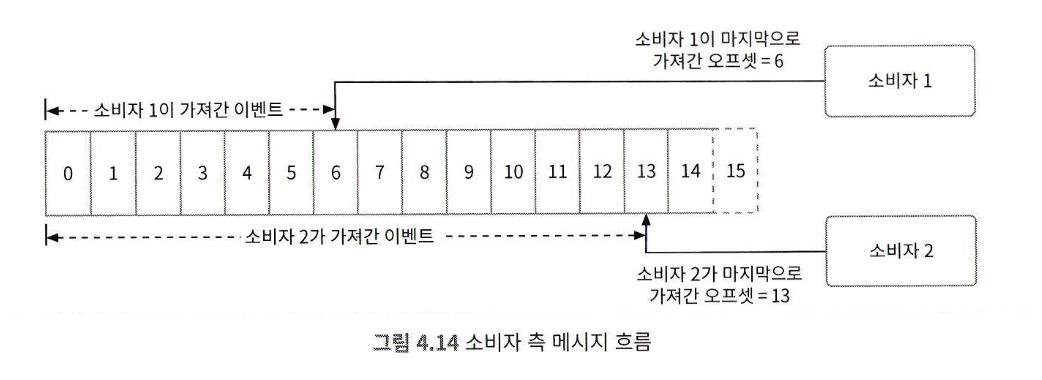 소비자 1이 마지막으로
가져간 오프셋 = 6
소비자 1
소비자 1이 가져간 이벤트
0 1 2 3 4 5 6 7 8 9 10 11 12 13 14 15
소비자 2가 가져간 이벤트
소비자 2
소비자 2가 마지막으로
가져간 오프셋 = 13
그림 4.14 소비자 측 메시지 흐름